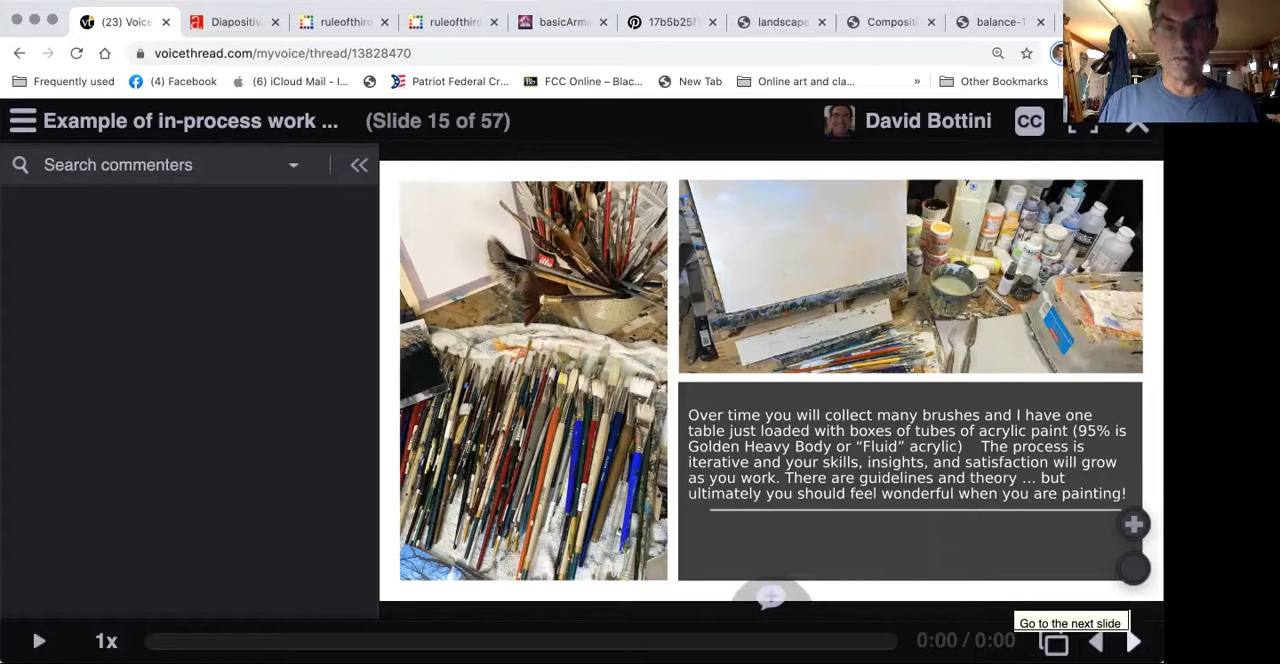 (23) Voice
Diapositiv
ruleofthird
ruleofthird
basicArma
17b5b25f
landscape
Compositi
balance-1
voicethread.com/myvoice/thread/13828470
Frequently used
(4) Facebook
(6) iCloud Mail - I...
Patriot Federal Cr...
FCC Online – Blac...
New Tab
Online art and cla...
»
Other Bookmarks
Example of in-process work ... (Slide 15 of 57)
David Bottini
CC
Search commenters
illy
Over time you will collect many brushes and I have one
table just loaded with boxes of tubes of acrylic paint (95% is
Golden Heavy Body or “Fluid” acrylic) The process is
iterative and your skills, insights, and satisfaction will grow
as you work. There are guidelines and theory ... but
ultimately you should feel wonderful when you are painting!
Go to the next slide
1x
0:00 / 0:00